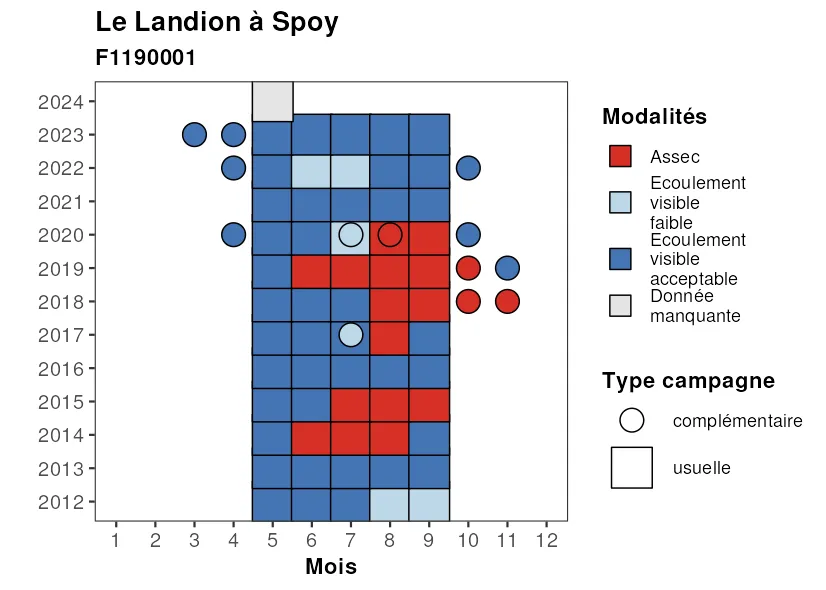 Le Landion à Spoy
F1190001
2024
2023
2022
2021
2020
2019
2018
2017
2016
2015
2014
2013
2012
1 2 3 4 5 6 7 8 9 10 11 12
Mois
Modalités
Assec
Ecoulement
visible
faible
Ecoulement
visible
acceptable
Donnée
manquante
Type campagne
complémentaire
usuelle